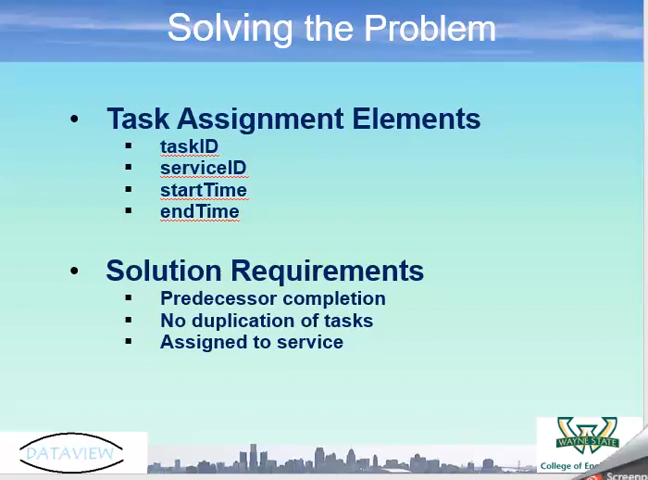 Solving the Problem
• Task Assignment Elements
▪ taskID
▪ serviceID
▪ startTime
▪ endTime
• Solution Requirements
▪ Predecessor completion
▪ No duplication of tasks
▪ Assigned to service
DATAVIEW
WAYNE STATE
College of En